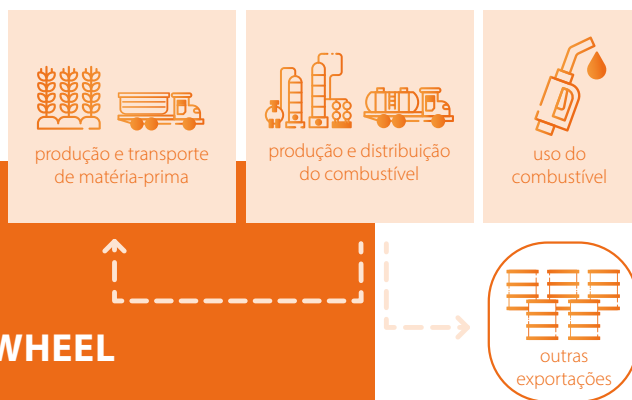 produção e transporte
de matéria-prima
produção e distribuição
do combustível
uso do
combustível
WHEEL
outras
exportações